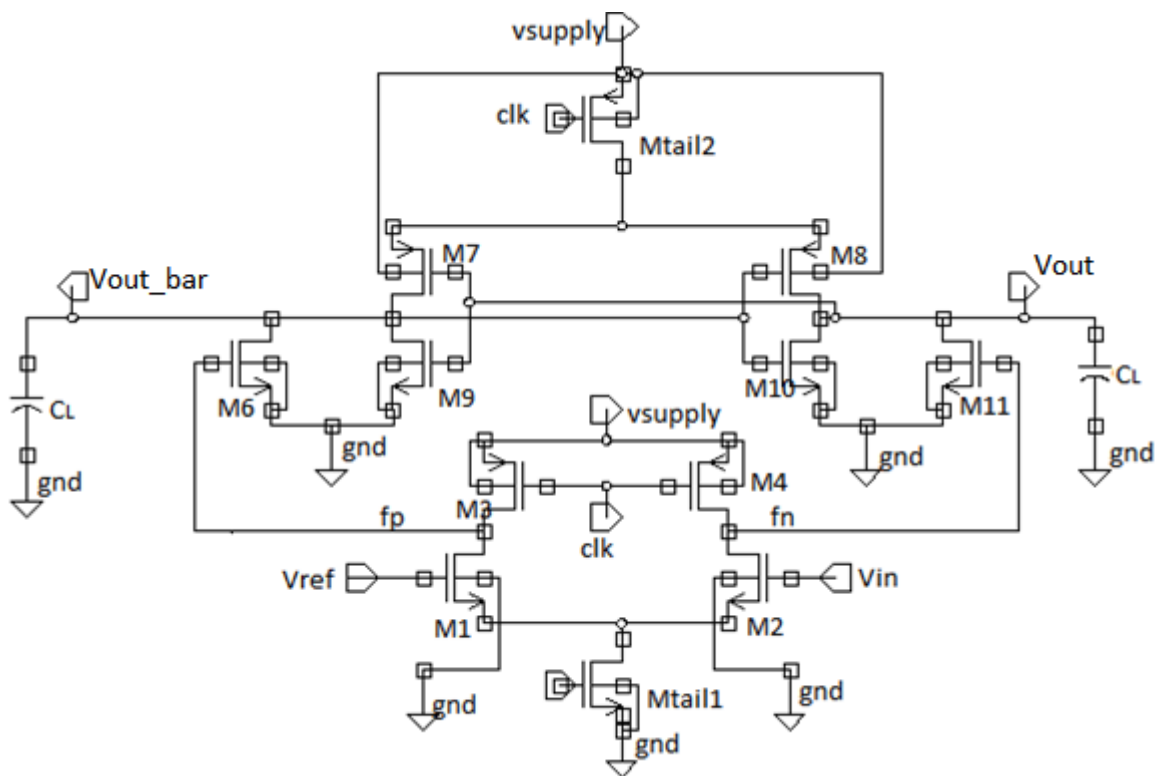 vsupply
clk
Mtail2
M7
M8
Vout_bar
Vout
CL
M6
M9
M10
M11
CL
gnd
vsupply
gnd
gnd
gnd
M3
M4
fp
clk
fn
Vref
Vin
M1
M2
gnd
Mtail1
gnd
gnd